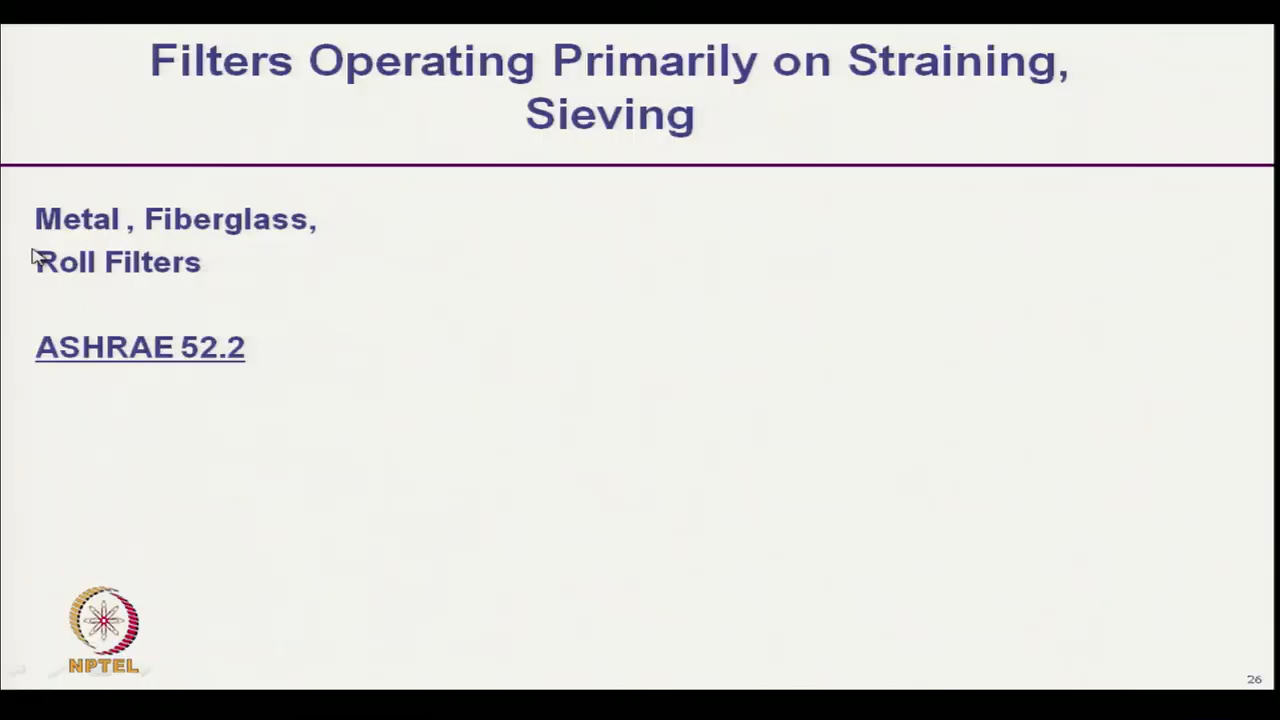 Filters Operating Primarily on Straining,
Sieving
Metal , Fiberglass,
Roll Filters
ASHRAE 52.2
NPTEL
26